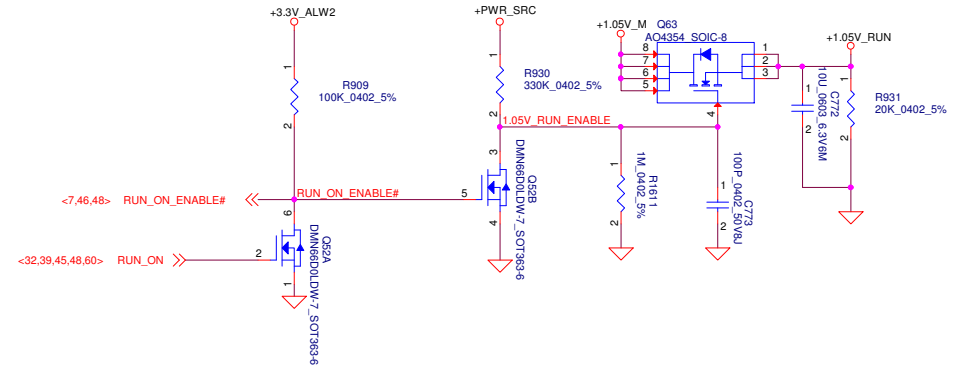 +3.3V_ALW2
+PWR_SRC
+1.05V_M
Q63
AO4354_SOIC-8
+1.05V_RUN
1
R909
100K_0402_5%
2
1
R930
330K_0402_5%
2
8
7
6
5
1
2
3
4
1
C772
10U_0603_6.3V6M
2
1
R931
20K_0402_5%
2
1.05V_RUN_ENABLE
3
Q52B
DMN66D0LDW-7_SOT363-6
5
4
1
R1611
1M_0402_5%
2
1
C773
100P_0402_50V8J
2
<7,46,48> RUN_ON_ENABLE#
RUN_ON_ENABLE#
6
Q52A
DMN66D0LDW-7_SOT363-6
2
1
<32,39,45,48,60> RUN_ON